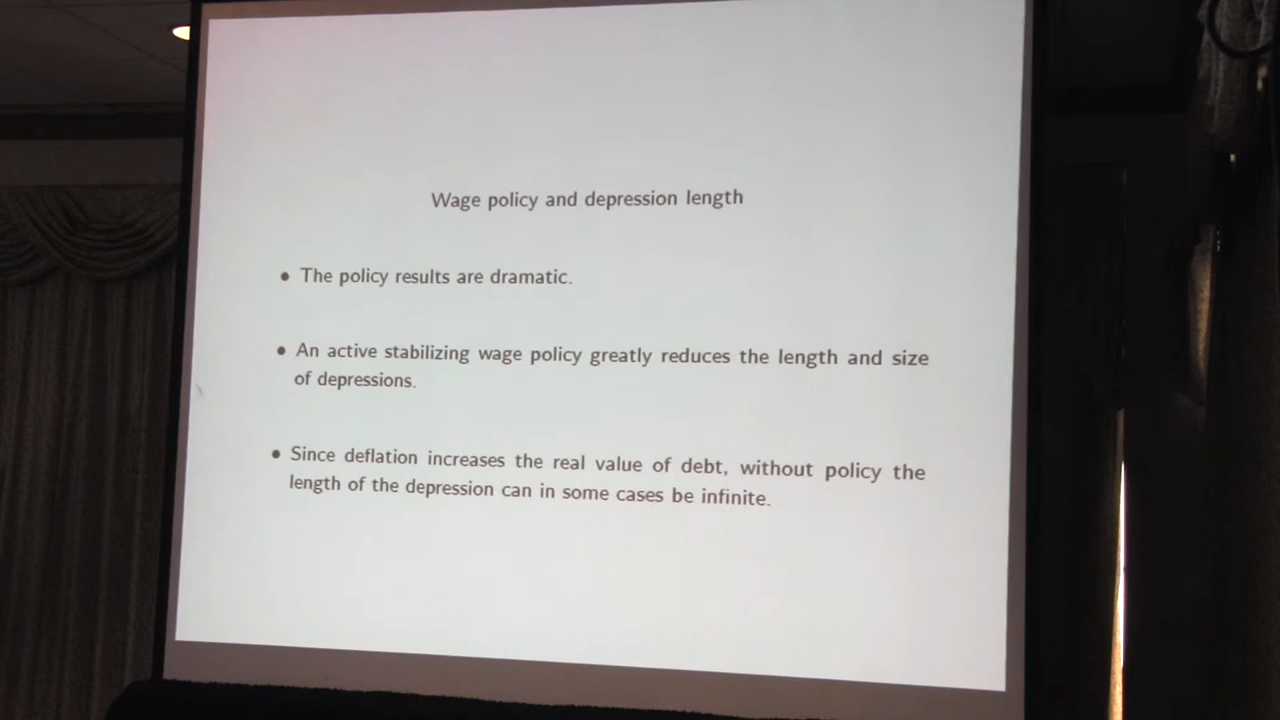 Wage policy and depression length
• The policy results are dramatic.
• An active stabilizing wage policy greatly reduces the length and size
of depressions.
• Since deflation increases the real value of debt, without policy the
length of the depression can in some cases be infinite.